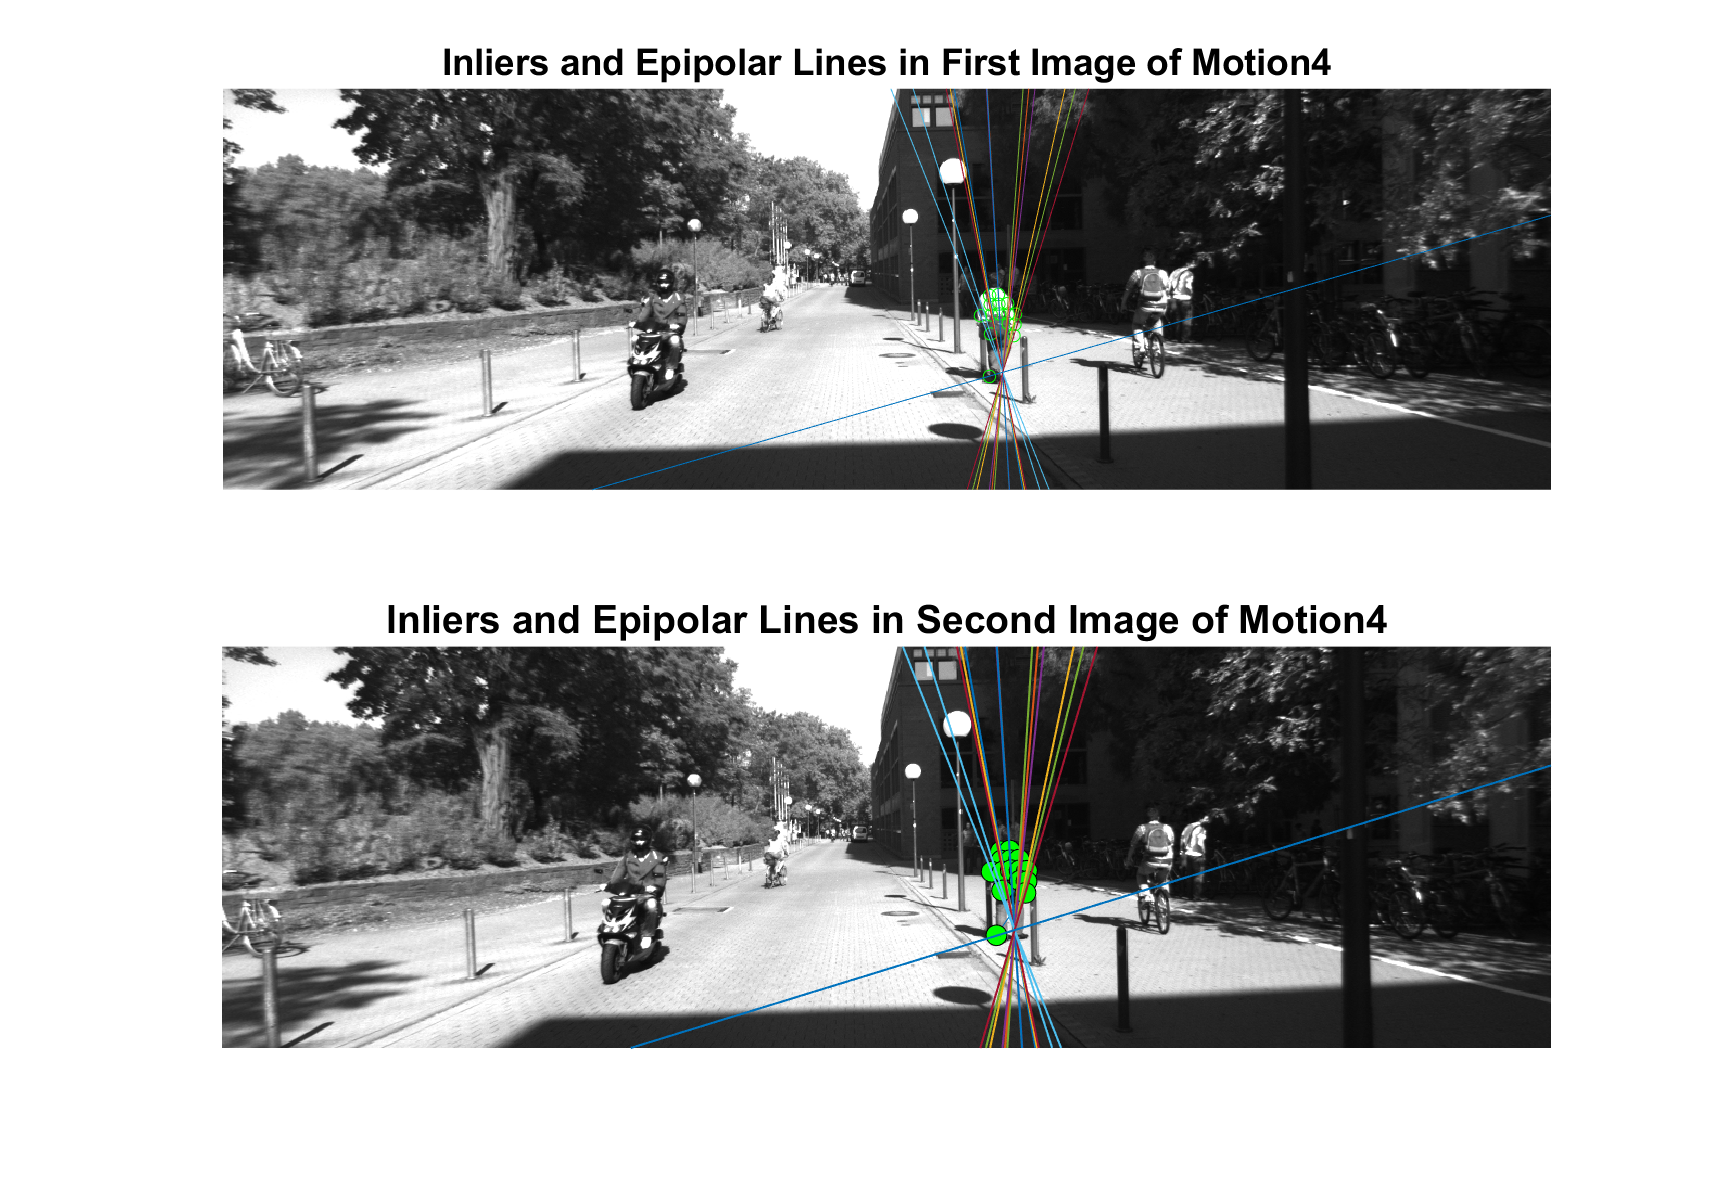 Inliers and Epipolar Lines in First Image of Motion4
Inliers and Epipolar Lines in Second Image of Motion4